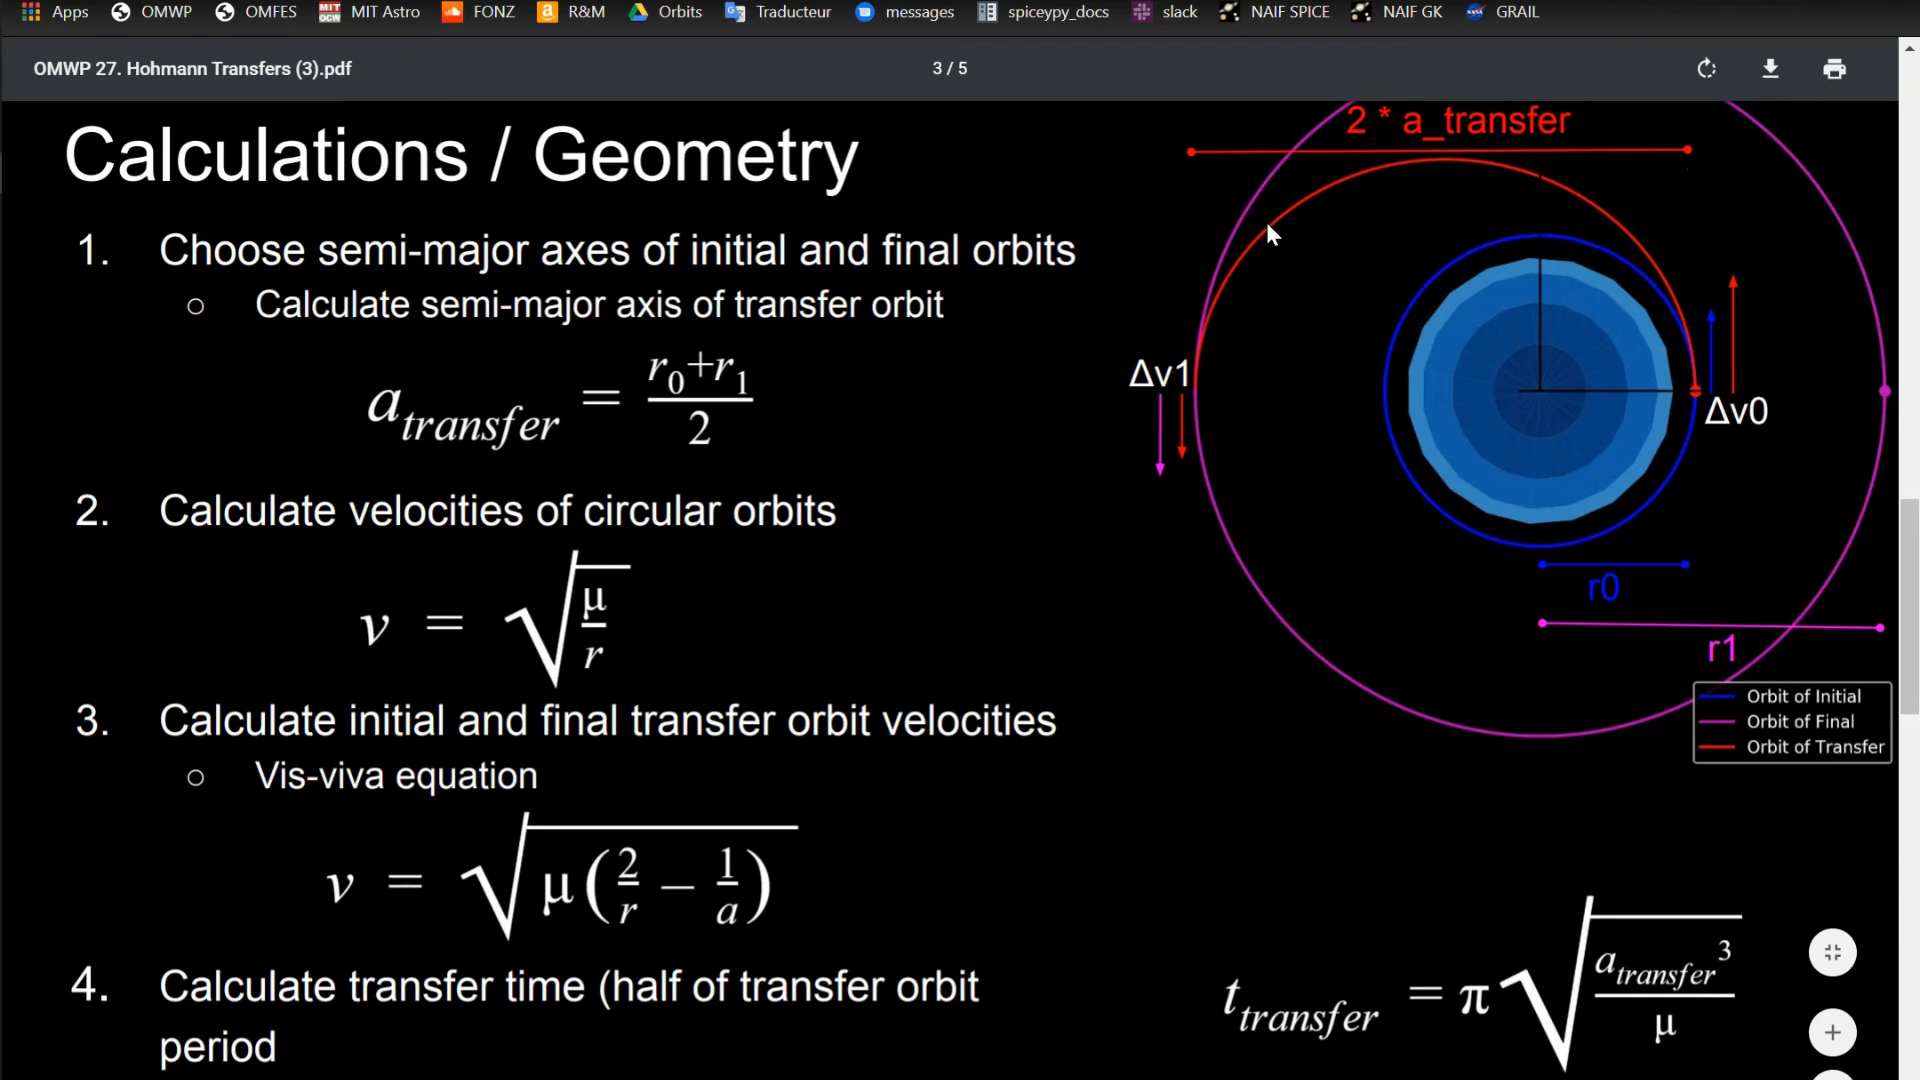 Apps OMWP OMFES MIT Astro FONZ R&M Orbits Traducteur messages spiceypy_docs slack NAIF SPICE NAIF GK GRAIL
OMWP 27. Hohmann Transfers (3).pdf
3 / 5
Calculations / Geometry
1. Choose semi-major axes of initial and final orbits
○ Calculate semi-major axis of transfer orbit
a_transfer = (r₀+r₁)/2
2. Calculate velocities of circular orbits
v = √(μ/r)
3. Calculate initial and final transfer orbit velocities
○ Vis-viva equation
v = √(μ(2/r − 1/a))
4. Calculate transfer time (half of transfer orbit
period
2 * a_transfer
Δv1
Δv0
r0
r1
Orbit of Initial
Orbit of Final
Orbit of Transfer
t_transfer = π√(a_transfer³/μ)